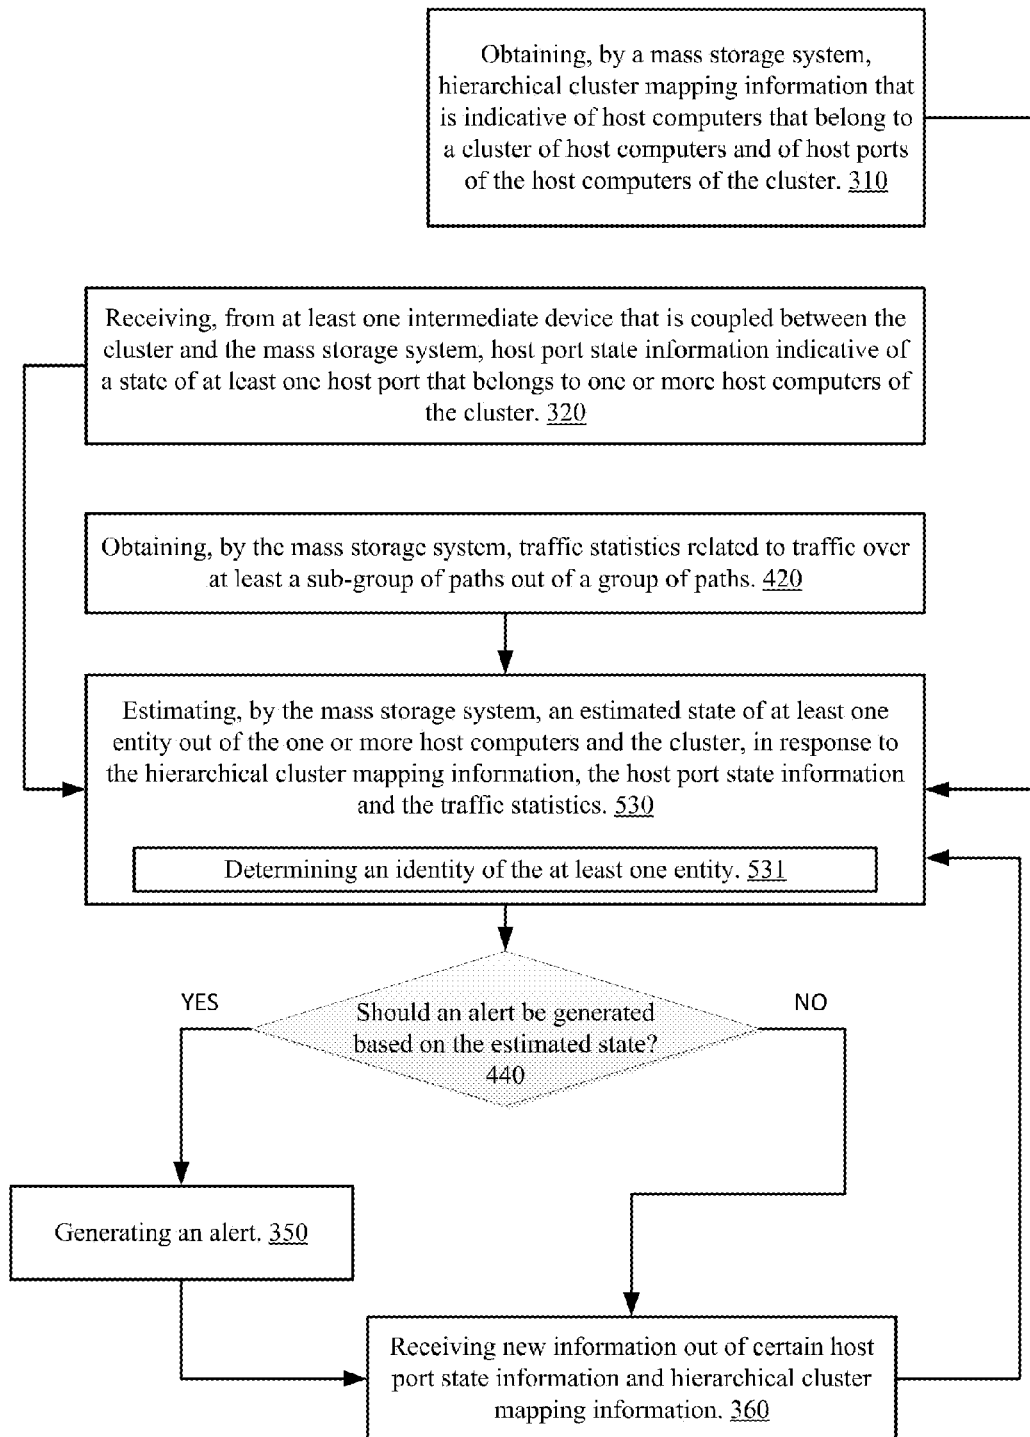 Obtaining, by a mass storage system,
hierarchical cluster mapping information that
is indicative of host computers that belong to
a cluster of host computers and of host ports
of the host computers of the cluster. 310
Receiving, from at least one intermediate device that is coupled between the
cluster and the mass storage system, host port state information indicative of
a state of at least one host port that belongs to one or more host computers of
the cluster. 320
Obtaining, by the mass storage system, traffic statistics related to traffic over
at least a sub-group of paths out of a group of paths. 420
Estimating, by the mass storage system, an estimated state of at least one
entity out of the one or more host computers and the cluster, in response to
the hierarchical cluster mapping information, the host port state information
and the traffic statistics. 530
Determining an identity of the at least one entity. 531
YES
NO
Should an alert be generated
based on the estimated state?
440
Generating an alert. 350
Receiving new information out of certain host
port state information and hierarchical cluster
mapping information. 360